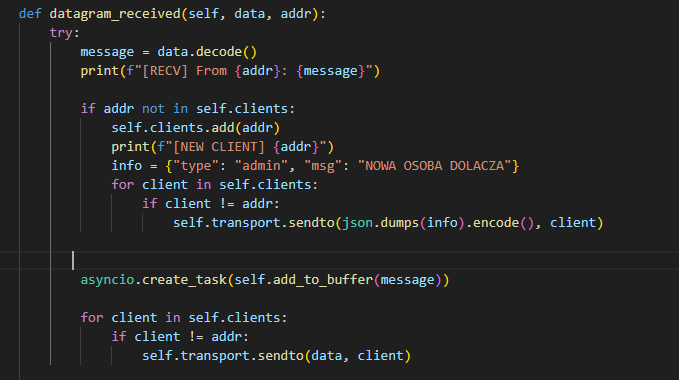 def datagram_received(self, data, addr):
    try:
        message = data.decode()
        print(f"[RECV] From {addr}: {message}")

        if addr not in self.clients:
            self.clients.add(addr)
            print(f"[NEW CLIENT] {addr}")
            info = {"type": "admin", "msg": "NOWA OSOBA DOLACZA"}
            for client in self.clients:
                if client != addr:
                    self.transport.sendto(json.dumps(info).encode(), client)

        asyncio.create_task(self.add_to_buffer(message))

        for client in self.clients:
            if client != addr:
                self.transport.sendto(data, client)